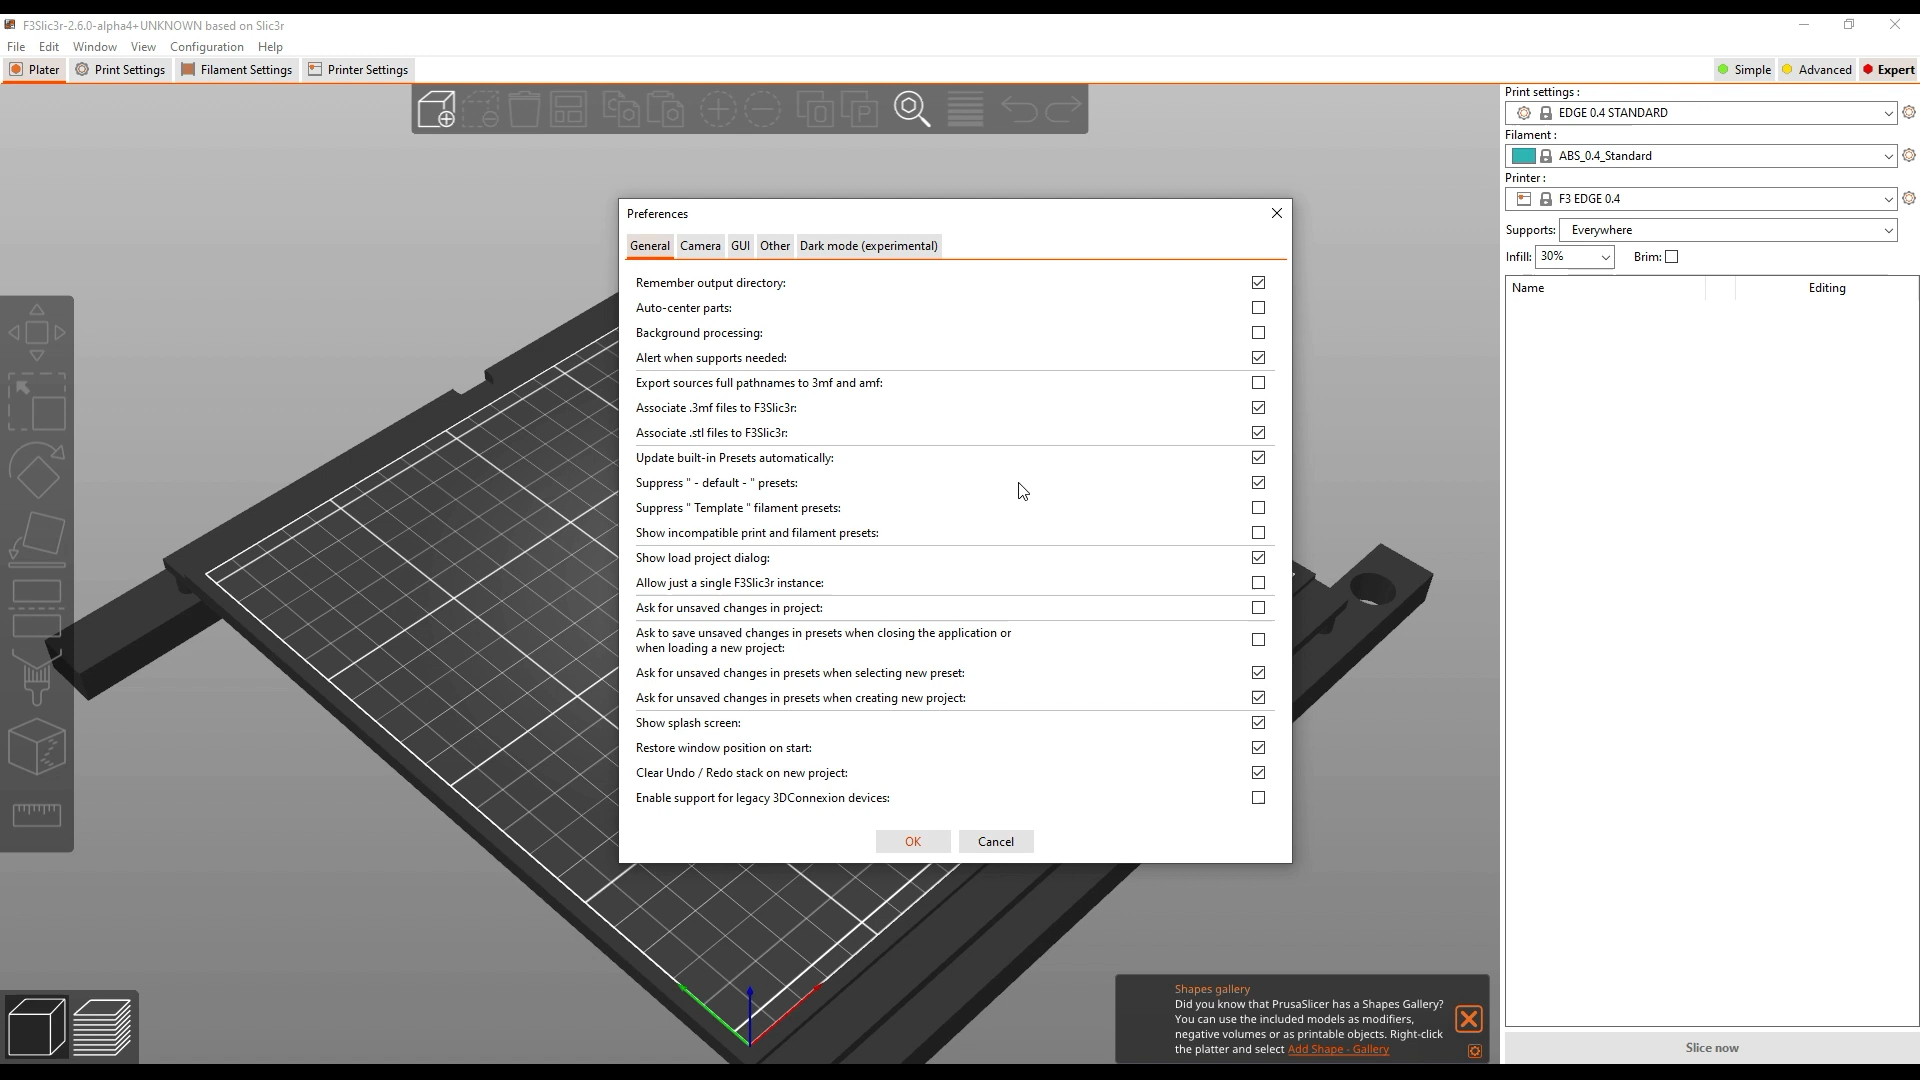 F3Slic3r-2.6.0-alpha4+UNKNOWN based on Slic3r
File Edit Window View Configuration Help
Plater Print Settings Filament Settings Printer Settings
Simple Advanced Expert
Print settings :
EDGE 0.4 STANDARD
Filament :
ABS_0.4_Standard
Printer :
F3 EDGE 0.4
Supports: Everywhere
Infill: 30% Brim:
Name Editing
Preferences
General Camera GUI Other Dark mode (experimental)
Remember output directory:
Auto-center parts:
Background processing:
Alert when supports needed:
Export sources full pathnames to 3mf and amf:
Associate .3mf files to F3Slic3r:
Associate .stl files to F3Slic3r:
Update built-in Presets automatically:
Suppress " - default - " presets:
Suppress " Template " filament presets:
Show incompatible print and filament presets:
Show load project dialog:
Allow just a single F3Slic3r instance:
Ask for unsaved changes in project:
Ask to save unsaved changes in presets when closing the application or
when loading a new project:
Ask for unsaved changes in presets when selecting new preset:
Ask for unsaved changes in presets when creating new project:
Show splash screen:
Restore window position on start:
Clear Undo / Redo stack on new project:
Enable support for legacy 3DConnexion devices:
OK Cancel
Shapes gallery
Did you know that PrusaSlicer has a Shapes Gallery?
You can use the included models as modifiers,
negative volumes or as printable objects. Right-click
the platter and select Add Shape - Gallery
Slice now